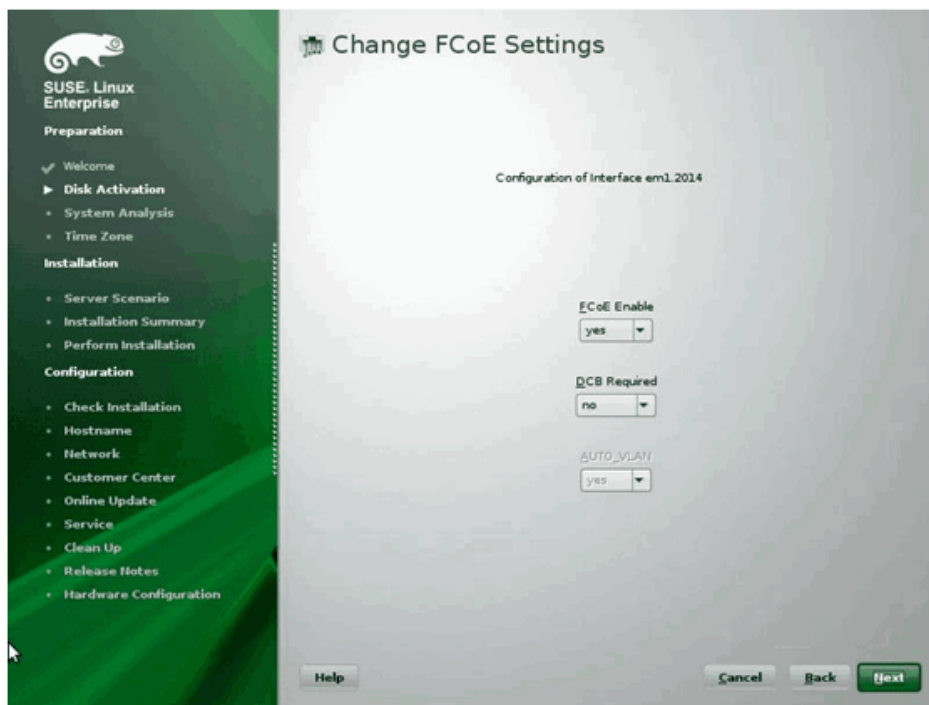 SUSE. Linux
Enterprise
Preparation
Welcome
Disk Activation
System Analysis
Time Zone
Installation
Server Scenario
Installation Summary
Perform Installation
Configuration
Check Installation
Hostname
Network
Customer Center
Online Update
Service
Clean Up
Release Notes
Hardware Configuration
Change FCoE Settings
Configuration of Interface em1.2014
FCoE Enable
yes
DCB Required
no
AUTO_VLAN
yes
Help
Cancel
Back
Next